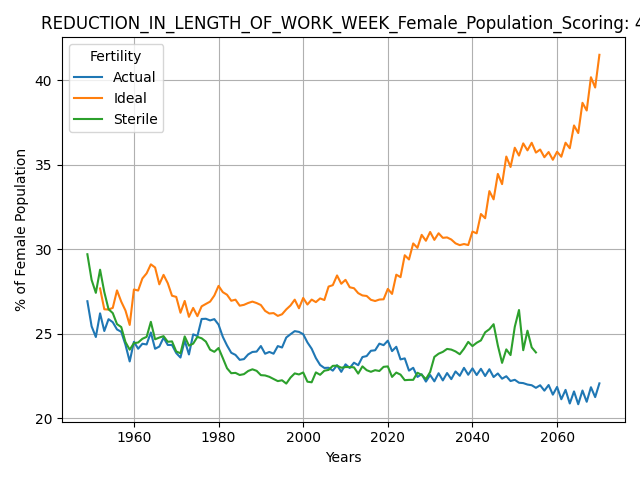 REDUCTION_IN_LENGTH_OF_WORK_WEEK_Female_Population_Scoring: 4
Fertility
Actual
Ideal
Sterile
% of Female Population
40
35
30
25
20
1960
1980
2000
2020
2040
2060
Years